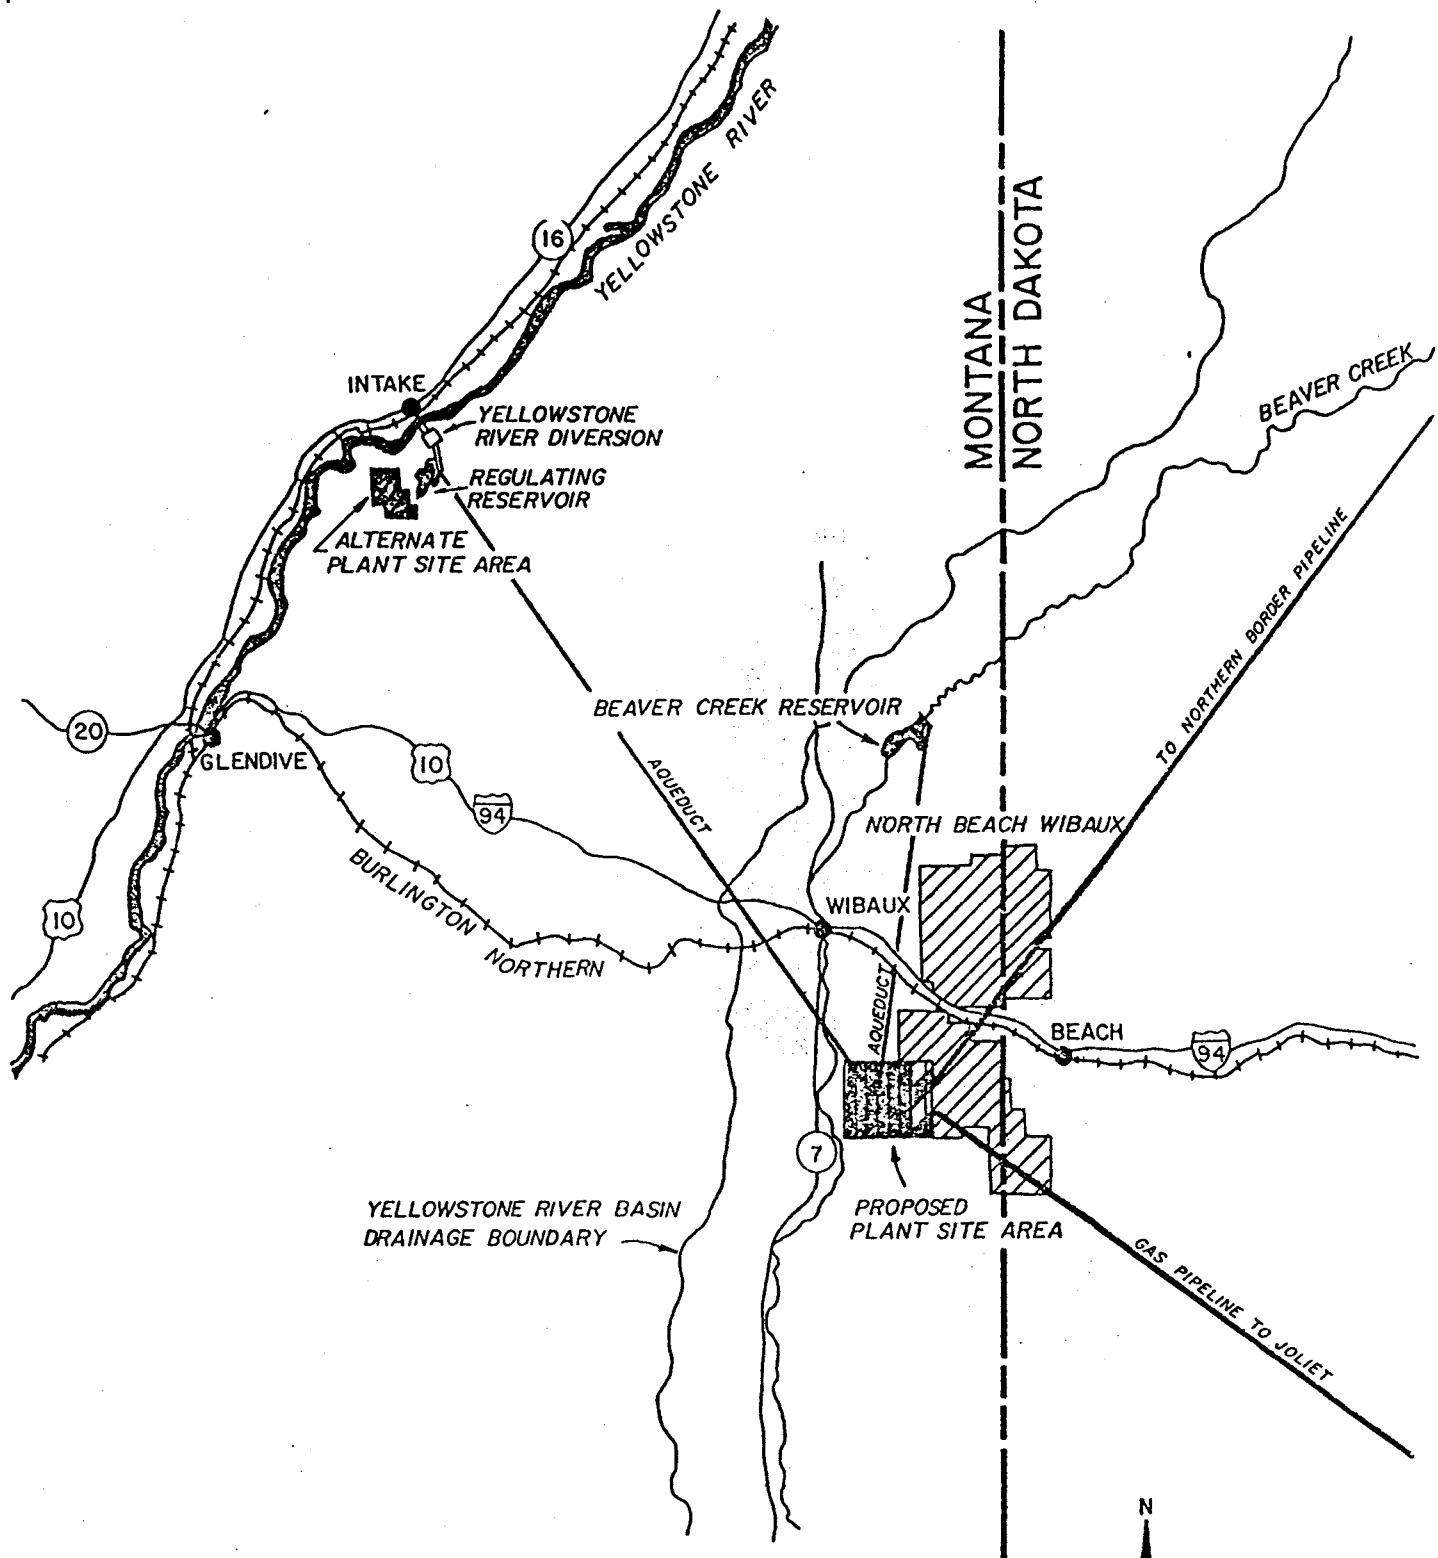 16
YELLOWSTONE RIVER
MONTANA
NORTH DAKOTA
INTAKE
BEAVER CREEK
YELLOWSTONE
RIVER DIVERSION
REGULATING
RESERVOIR
ALTERNATE
PLANT SITE AREA
TO NORTHERN BORDER PIPELINE
BEAVER CREEK RESERVOIR
20
GLENDIVE
10
94
AQUEDUCT
NORTH BEACH WIBAUX
BURLINGTON NORTHERN
10
WIBAUX
AQUEDUCT
BEACH
94
7
YELLOWSTONE RIVER BASIN
DRAINAGE BOUNDARY
PROPOSED
PLANT SITE AREA
GAS PIPELINE TO JOLIET
N